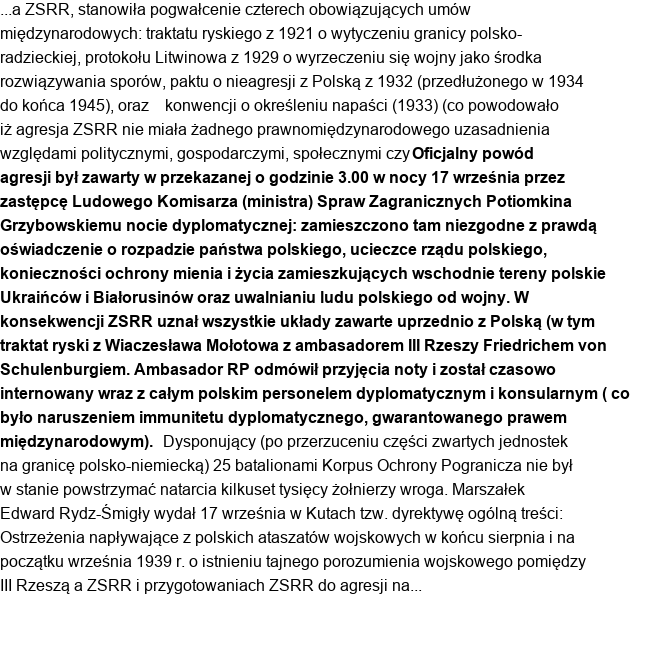 ...a ZSRR, stanowiła pogwałcenie czterech obowiązujących umów
międzynarodowych: traktatu ryskiego z 1921 o wytyczeniu granicy polsko-
radzieckiej, protokołu Litwinowa z 1929 o wyrzeczeniu się wojny jako środka
rozwiązywania sporów, paktu o nieagresji z Polską z 1932 (przedłużonego w 1934
do końca 1945), oraz    konwencji o określeniu napaści (1933) (co powodowało
iż agresja ZSRR nie miała żadnego prawnomiędzynarodowego uzasadnienia
względami politycznymi, gospodarczymi, społecznymi czy Oficjalny powód
agresji był zawarty w przekazanej o godzinie 3.00 w nocy 17 września przez
zastępcę Ludowego Komisarza (ministra) Spraw Zagranicznych Potiomkina
Grzybowskiemu nocie dyplomatycznej: zamieszczono tam niezgodne z prawdą
oświadczenie o rozpadzie państwa polskiego, ucieczce rządu polskiego,
konieczności ochrony mienia i życia zamieszkujących wschodnie tereny polskie
Ukraińców i Białorusinów oraz uwalnianiu ludu polskiego od wojny. W
konsekwencji ZSRR uznał wszystkie układy zawarte uprzednio z Polską (w tym
traktat ryski z Wiaczesława Mołotowa z ambasadorem III Rzeszy Friedrichem von
Schulenburgiem. Ambasador RP odmówił przyjęcia noty i został czasowo
internowany wraz z całym polskim personelem dyplomatycznym i konsularnym ( co
było naruszeniem immunitetu dyplomatycznego, gwarantowanego prawem
międzynarodowym).  Dysponujący (po przerzuceniu części zwartych jednostek
na granicę polsko-niemiecką) 25 batalionami Korpus Ochrony Pogranicza nie był
w stanie powstrzymać natarcia kilkuset tysięcy żołnierzy wroga. Marszałek
Edward Rydz-Śmigły wydał 17 września w Kutach tzw. dyrektywę ogólną treści:
Ostrzeżenia napływające z polskich ataszatów wojskowych w końcu sierpnia i na
początku września 1939 r. o istnieniu tajnego porozumienia wojskowego pomiędzy
III Rzeszą a ZSRR i przygotowaniach ZSRR do agresji na...